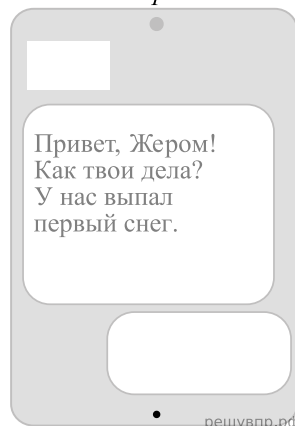 Привет, Жером!
Как твои дела?
У нас выпал
первый снег.
решувпр.рф